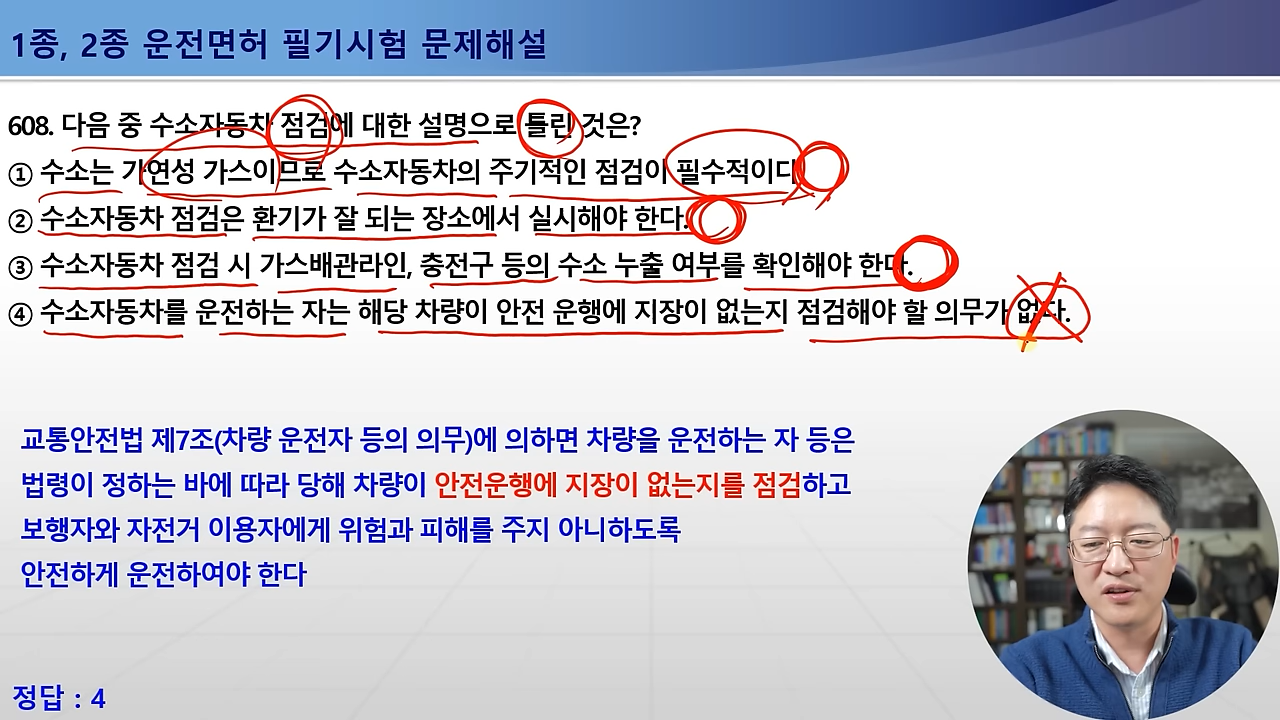 1종, 2종 운전면허 필기시험 문제해설
608. 다음 중 수소자동차 점검에 대한 설명으로 틀린 것은?
① 수소는 가연성 가스이므로 수소자동차의 주기적인 점검이 필수적이다.
② 수소자동차 점검은 환기가 잘 되는 장소에서 실시해야 한다.
③ 수소자동차 점검 시 가스배관라인, 충전구 등의 수소 누출 여부를 확인해야 한다.
④ 수소자동차를 운전하는 자는 해당 차량이 안전 운행에 지장이 없는지 점검해야 할 의무가 없다.
교통안전법 제7조(차량 운전자 등의 의무)에 의하면 차량을 운전하는 자 등은
법령이 정하는 바에 따라 당해 차량이 안전운행에 지장이 없는지를 점검하고
보행자와 자전거 이용자에게 위험과 피해를 주지 아니하도록
안전하게 운전하여야 한다
정답 : 4